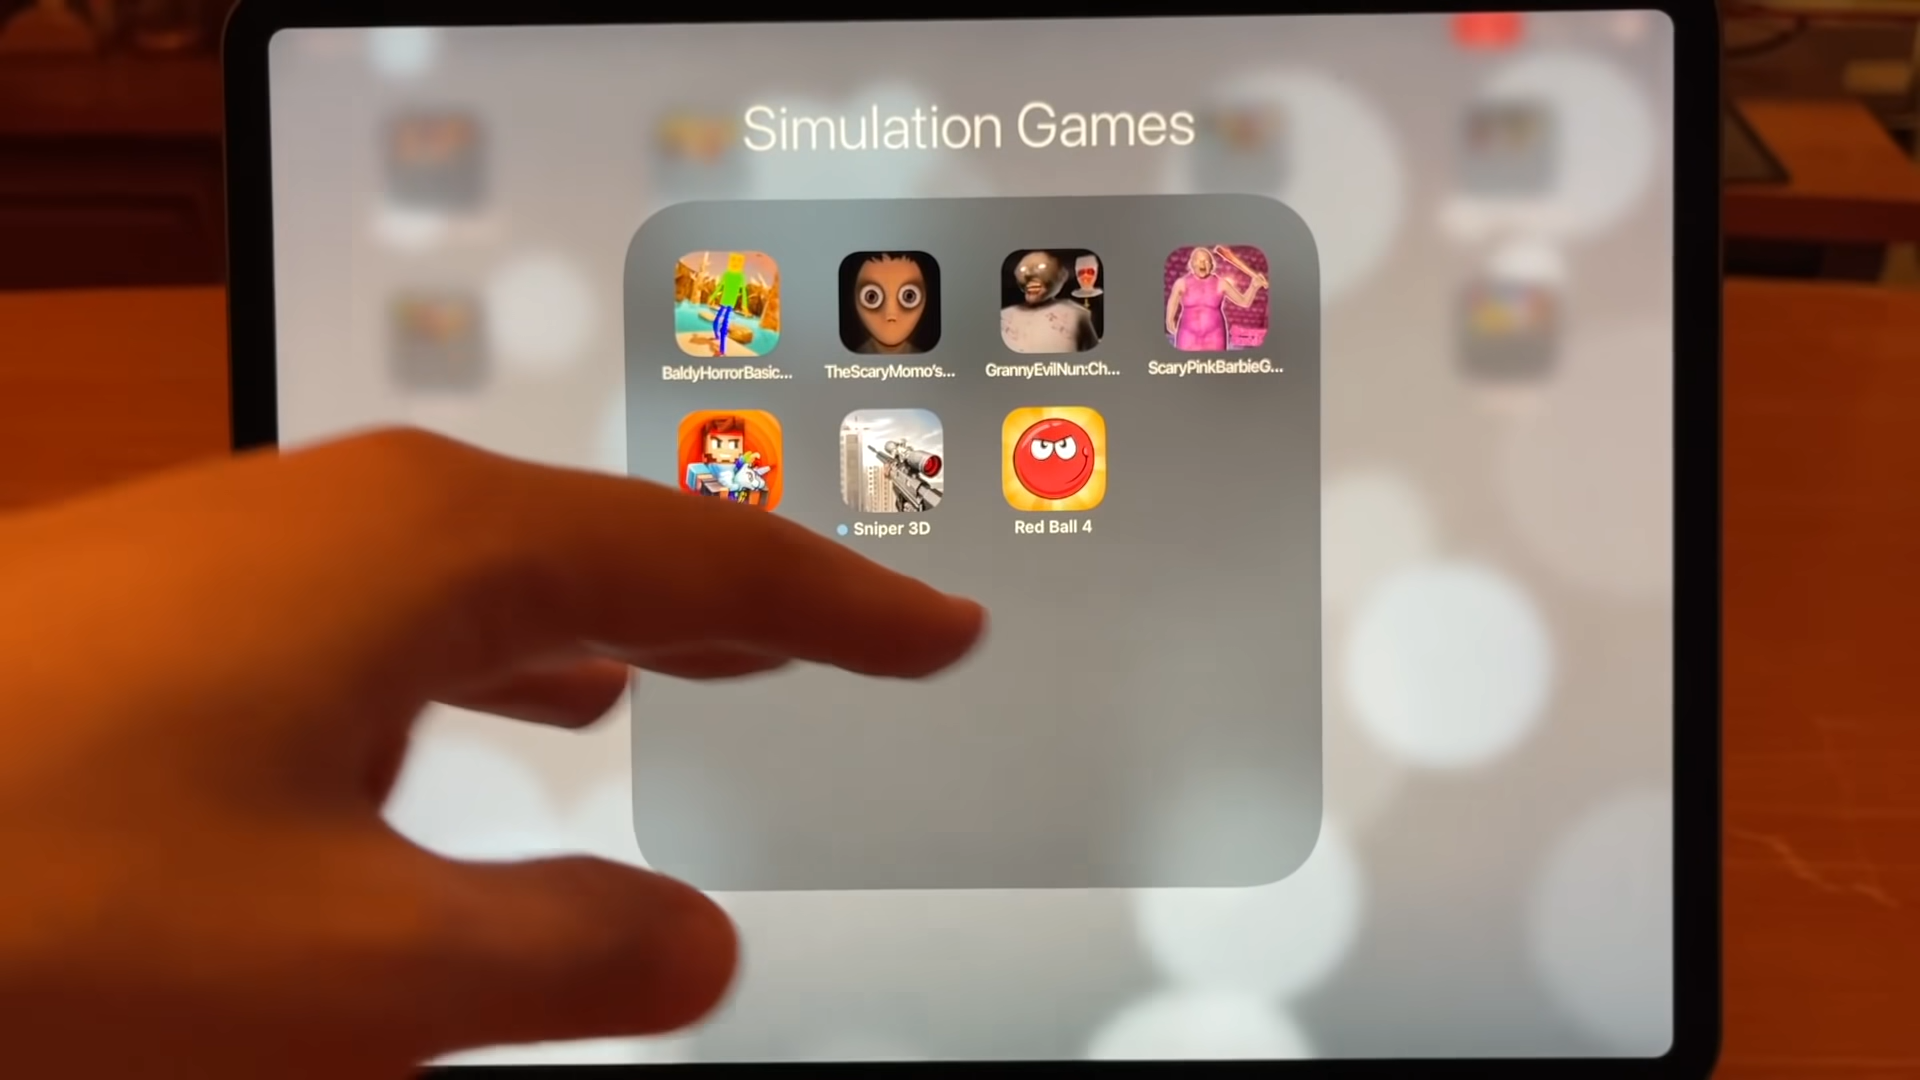 Simulation Games
BaldyHorrorBasic...
TheScaryMomo's...
GrannyEvilNun:Ch...
ScaryPinkBarbieG...
Sniper 3D
Red Ball 4